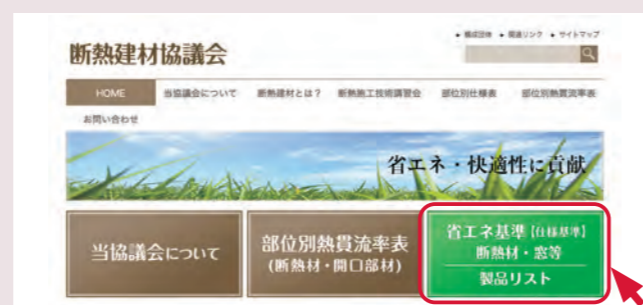 • 構成団体 • 関連リンク • サイトマップ
断熱建材協議会
HOME 当協議会について 断熱建材とは? 断熱施工技術講習会 部位別仕様表 部位別熱貫流率表
お問い合わせ
省エネ・快適性に貢献
当協議会について
部位別熱貫流率表
(断熱材・開口部材)
省エネ基準【仕様基準】
断熱材・窓等
製品リスト